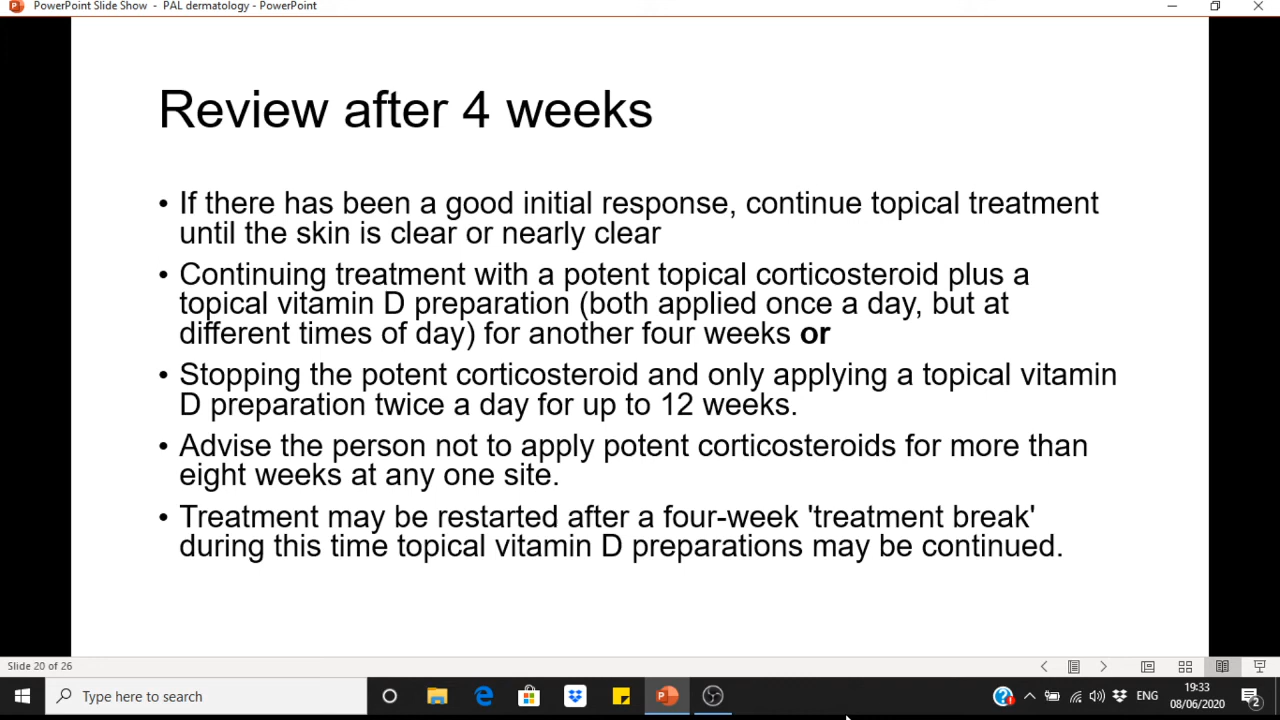 PowerPoint Slide Show - PAL dermatology - PowerPoint
Review after 4 weeks
• If there has been a good initial response, continue topical treatment
until the skin is clear or nearly clear
• Continuing treatment with a potent topical corticosteroid plus a
topical vitamin D preparation (both applied once a day, but at
different times of day) for another four weeks or
• Stopping the potent corticosteroid and only applying a topical vitamin
D preparation twice a day for up to 12 weeks.
• Advise the person not to apply potent corticosteroids for more than
eight weeks at any one site.
• Treatment may be restarted after a four-week 'treatment break'
during this time topical vitamin D preparations may be continued.
Slide 20 of 26
Type here to search
ENG
19:33
08/06/2020
2